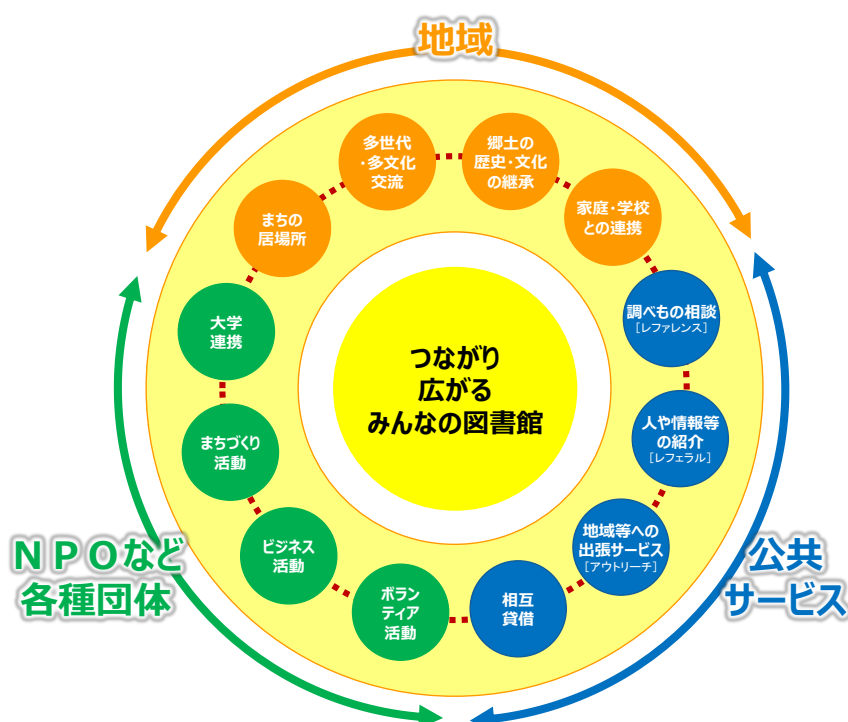 地域
多世代
・多文化
交流
郷土の
歴史・文化
の継承
まちの
居場所
家庭・学校
との連携
大学
連携
調べもの相談
［レファレンス］
つながり
広がる
みんなの図書館
まちづくり
活動
人や情報等
の紹介
［レフェラル］
ビジネス
活動
地域等への
出張サービス
［アウトリーチ］
ＮＰＯなど
各種団体
公共
サービス
ボラン
ティア
活動
相互
貸借